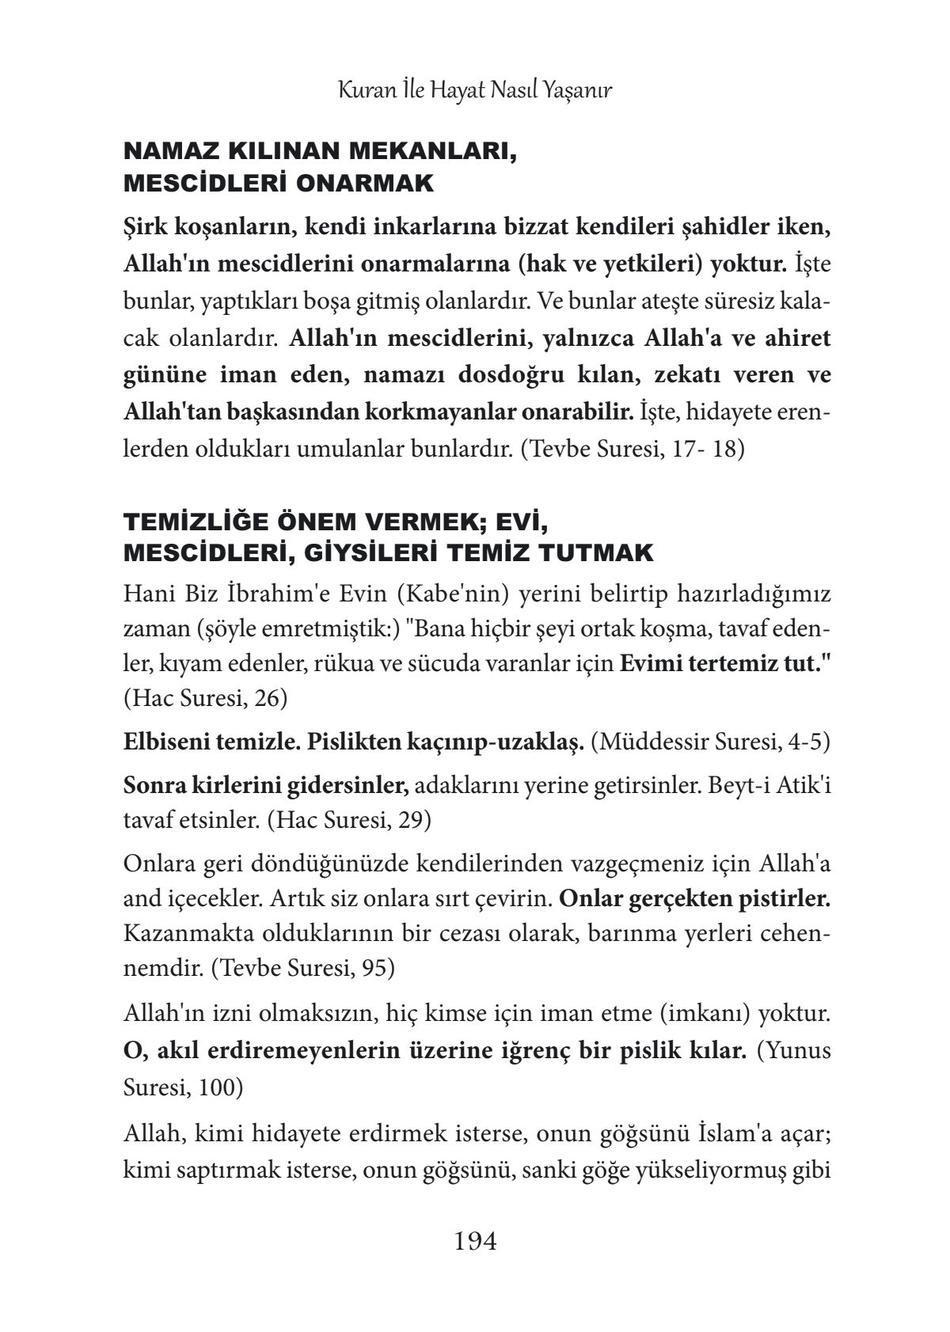 Kuran İle Hayat Nasıl Yaşanır
NAMAZ KILINAN MEKANLARI,
MESCİDLERİ ONARMAK
Şirk koşanların, kendi inkarlarına bizzat kendileri şahidler iken,
Allah'ın mescidlerini onarmalarına (hak ve yetkileri) yoktur. İşte
bunlar, yaptıkları boşa gitmiş olanlardır. Ve bunlar ateşte süresiz kala-
cak olanlardır. Allah'ın mescidlerini, yalnızca Allah'a ve ahiret
gününe iman eden, namazı dosdoğru kılan, zekatı veren ve
Allah'tan başkasından korkmayanlar onarabilir. İşte, hidayete eren-
lerden oldukları umulanlar bunlardır. (Tevbe Suresi, 17- 18)
TEMİZLİĞE ÖNEM VERMEK; EVİ,
MESCİDLERİ, GİYSİLERİ TEMİZ TUTMAK
Hani Biz İbrahim'e Evin (Kabe'nin) yerini belirtip hazırladığımız
zaman (şöyle emretmiştik:) "Bana hiçbir şeyi ortak koşma, tavaf eden-
ler, kıyam edenler, rükua ve sücuda varanlar için Evimi tertemiz tut."
(Hac Suresi, 26)
Elbiseni temizle. Pislikten kaçınıp-uzaklaş. (Müddessir Suresi, 4-5)
Sonra kirlerini gidersinler, adaklarını yerine getirsinler. Beyt-i Atik'i
tavaf etsinler. (Hac Suresi, 29)
Onlara geri döndüğünüzde kendilerinden vazgeçmeniz için Allah'a
and içecekler. Artık siz onlara sırt çevirin. Onlar gerçekten pistirler.
Kazanmakta olduklarının bir cezası olarak, barınma yerleri cehen-
nemdir. (Tevbe Suresi, 95)
Allah'ın izni olmaksızın, hiç kimse için iman etme (imkanı) yoktur.
O, akıl erdiremeyenlerin üzerine iğrenç bir pislik kılar. (Yunus
Suresi, 100)
Allah, kimi hidayete erdirmek isterse, onun göğsünü İslam'a açar;
kimi saptırmak isterse, onun göğsünü, sanki göğe yükseliyormuş gibi
194